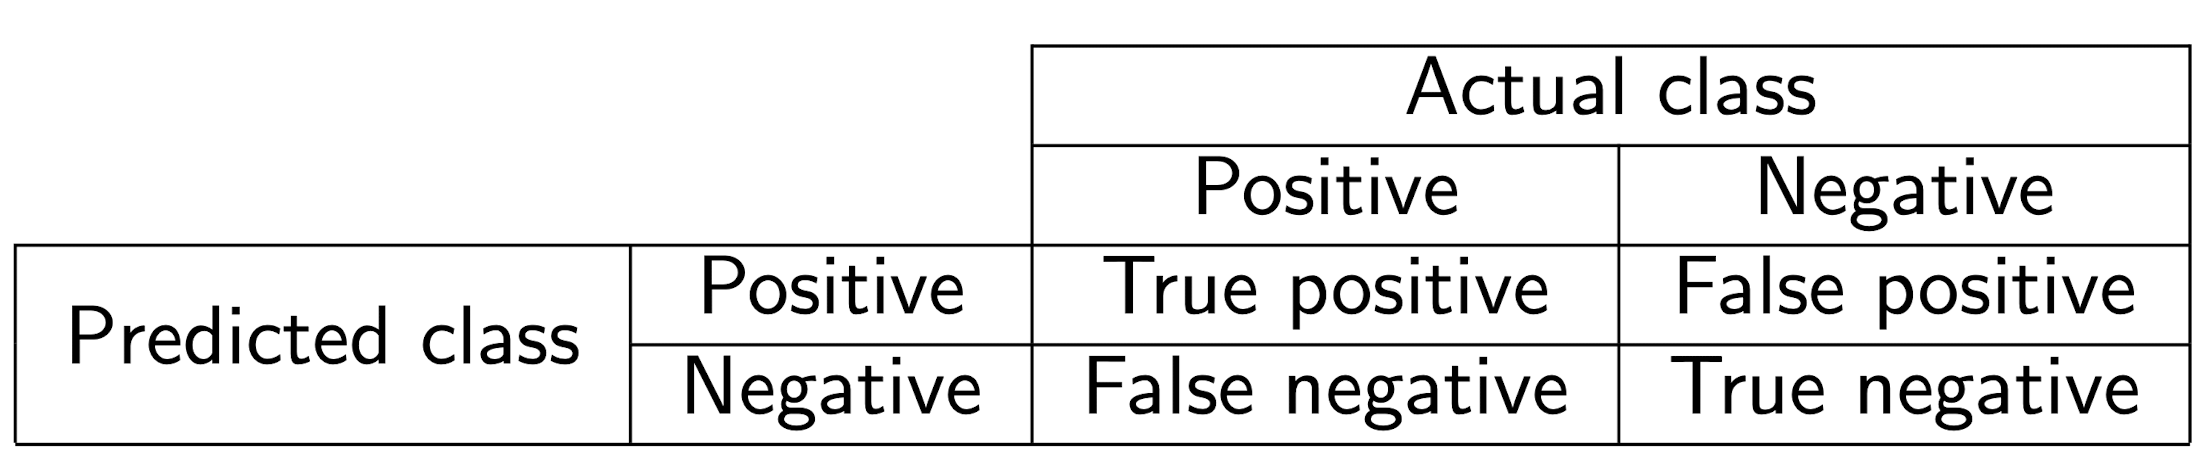 Actual class
Positive Negative
Predicted class
Positive True positive False positive
Negative False negative True negative